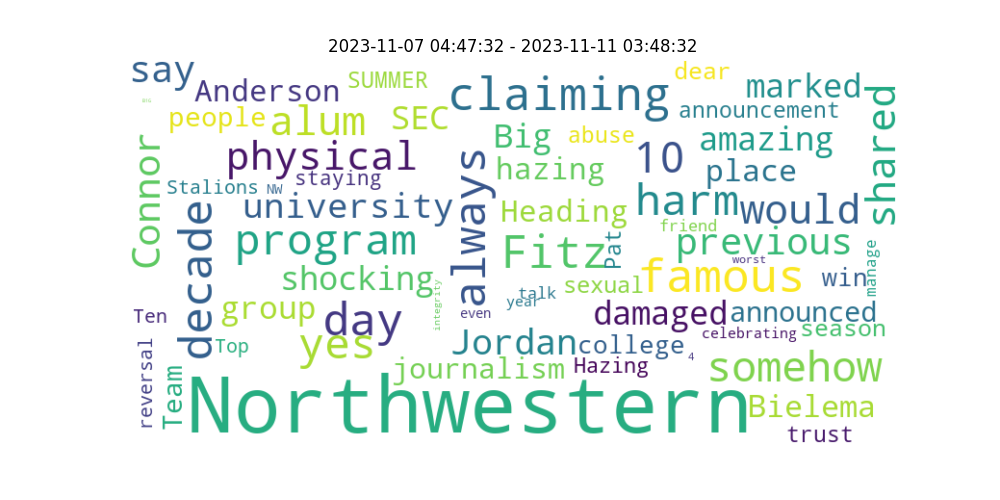 2023-11-07 04:47:32 - 2023-11-11 03:48:32
say
Anderson
SUMMER
claiming
dear
marked
people
alum
SEC
announcement
shared
Connor
physical
Big
abuse
10
amazing
hazing
place
Stalions
NW
staying
always
harm
would
decade
university
Heading
program
Fitz
Pat
friend
previous
worst
manage
shocking
integrity
talk
year
sexual
famous
win
Ten
group
day
even
damaged
announced
celebrating
season
reversal
Top
yes
Jordan
college
4
somehow
Team
journalism
Hazing
Northwestern
Bielema
trust